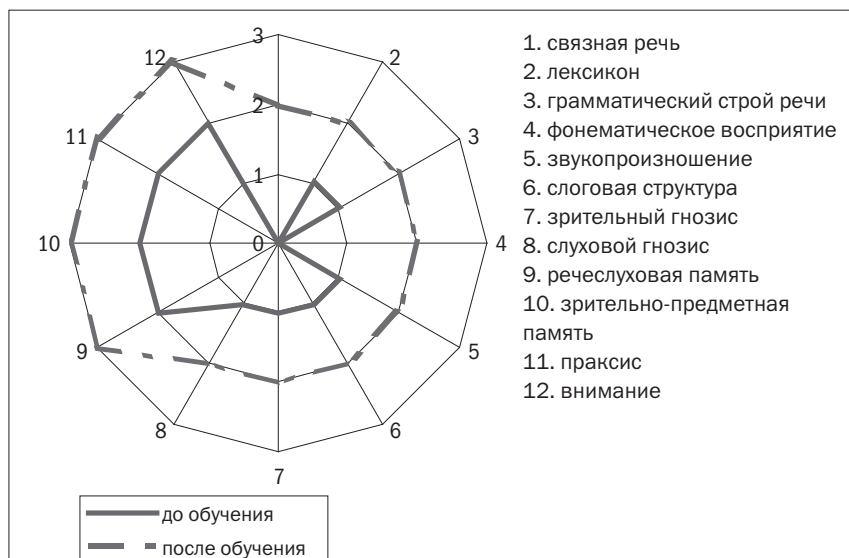 3
2
1
0
2
3
4
5
6
7
8
9
10
11
12
1. связная речь
2. лексикон
3. грамматический строй речи
4. фонематическое восприятие
5. звукопроизношение
6. слоговая структура
7. зрительный гнозис
8. слуховой гнозис
9. речеслуховая память
10. зрительно-предметная
память
11. праксис
12. внимание
до обучения
после обучения